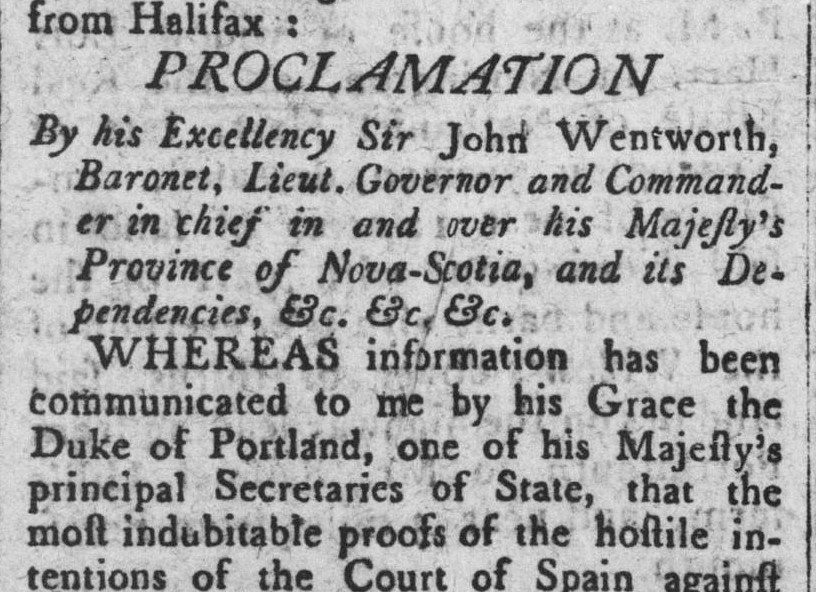 from Halifax :
PROCLAMATION
By his Excellency Sir John Wentworth,
Baronet, Lieut. Governor and Command-
er in chief in and over his Majeſty's
Province of Nova-Scotia, and its De-
pendencies, &c. &c. &c.
WHEREAS information has been
communicated to me by his Grace the
Duke of Portland, one of his Majeſty's
principal Secretaries of State, that the
moſt indubitable proofs of the hoſtile in-
tentions of the Court of Spain againſt